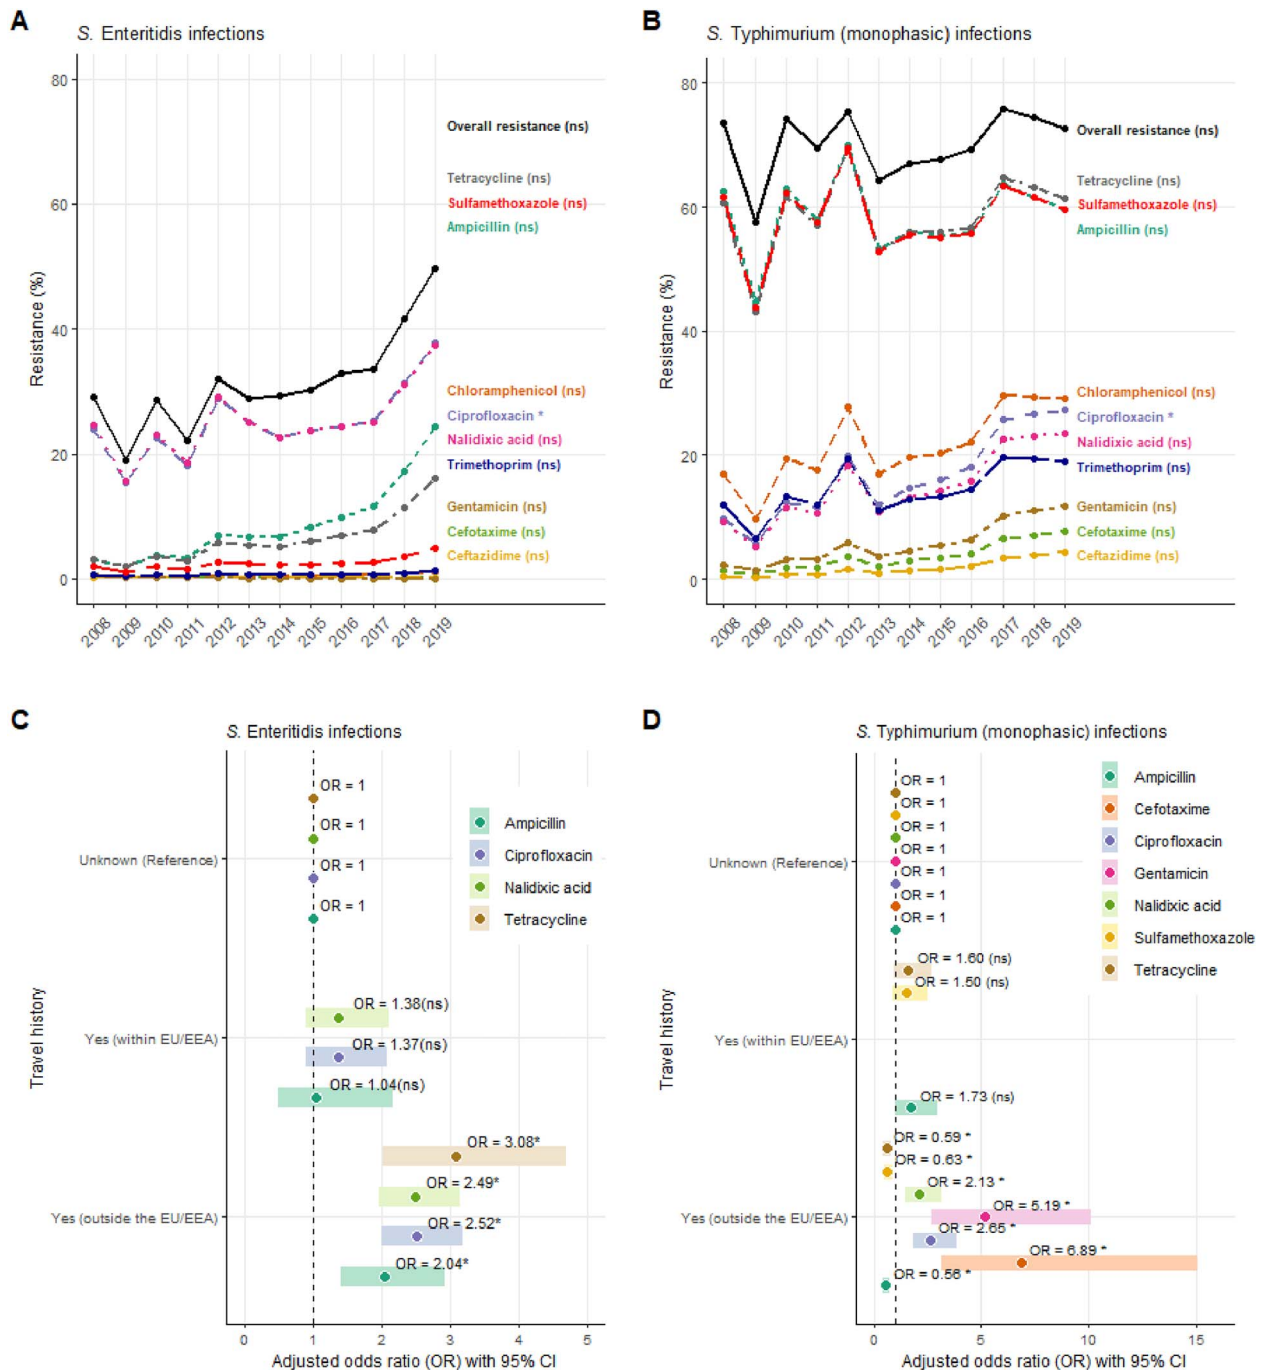 A
S. Enteritidis infections
80
60
40
20
0
Resistance (%)
Overall resistance (ns)
Tetracycline (ns)
Sulfamethoxazole (ns)
Ampicillin (ns)
Chloramphenicol (ns)
Ciprofloxacin *
Nalidixic acid (ns)
Trimethoprim (ns)
Gentamicin (ns)
Cefotaxime (ns)
Ceftazidime (ns)
2008 2009 2010 2011 2012 2013 2014 2015 2016 2017 2018 2019
B
S. Typhimurium (monophasic) infections
80
60
40
20
0
Resistance (%)
Overall resistance (ns)
Tetracycline (ns)
Sulfamethoxazole (ns)
Ampicillin (ns)
Chloramphenicol (ns)
Ciprofloxacin *
Nalidixic acid (ns)
Trimethoprim (ns)
Gentamicin (ns)
Cefotaxime (ns)
Ceftazidime (ns)
2008 2009 2010 2011 2012 2013 2014 2015 2016 2017 2018 2019
C
S. Enteritidis infections
Travel history
Unknown (Reference)
Yes (within EU/EEA)
Yes (outside the EU/EEA)
OR = 1
OR = 1
OR = 1
OR = 1
OR = 1.38(ns)
OR = 1.37(ns)
OR = 1.04(ns)
OR = 3.08*
OR = 2.49*
OR = 2.52*
OR = 2.04*
Ampicillin
Ciprofloxacin
Nalidixic acid
Tetracycline
0 1 2 3 4 5
Adjusted odds ratio (OR) with 95% CI
D
S. Typhimurium (monophasic) infections
Travel history
Unknown (Reference)
Yes (within EU/EEA)
Yes (outside the EU/EEA)
OR = 1
OR = 1
OR = 1
OR = 1
OR = 1
OR = 1
OR = 1
OR = 1.60 (ns)
OR = 1.50 (ns)
OR = 1.73 (ns)
OR = 0.59 *
OR = 0.63 *
OR = 2.13 *
OR = 5.19 *
OR = 2.65 *
OR = 6.89 *
OR = 0.56 *
Ampicillin
Cefotaxime
Ciprofloxacin
Gentamicin
Nalidixic acid
Sulfamethoxazole
Tetracycline
0 5 10 15
Adjusted odds ratio (OR) with 95% CI